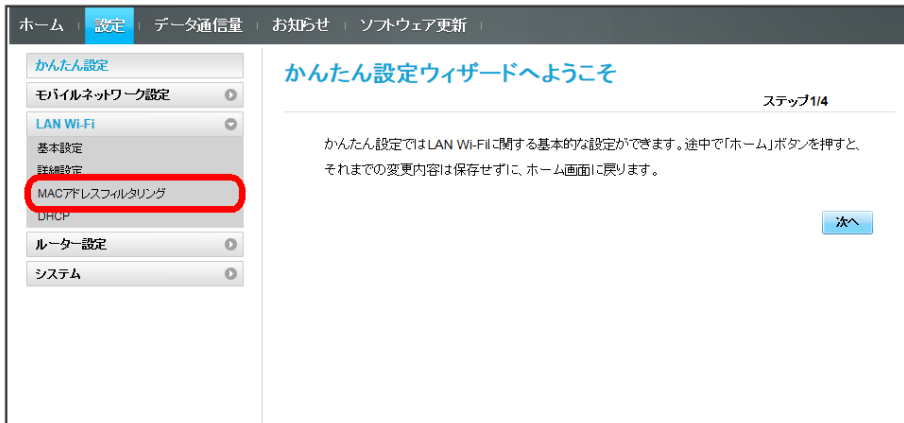 ホーム 設定 データ通信量 お知らせ ソフトウェア更新
かんたん設定
モバイルネットワーク設定
LAN Wi-Fi
基本設定
詳細設定
MACアドレスフィルタリング
DHCP
ルーター設定
システム
かんたん設定ウィザードへようこそ
ステップ1/4
かんたん設定ではLAN Wi-Fiに関する基本的な設定ができます。途中で「ホーム」ボタンを押すと、
それまでの変更内容は保存せずに、ホーム画面に戻ります。
次へ